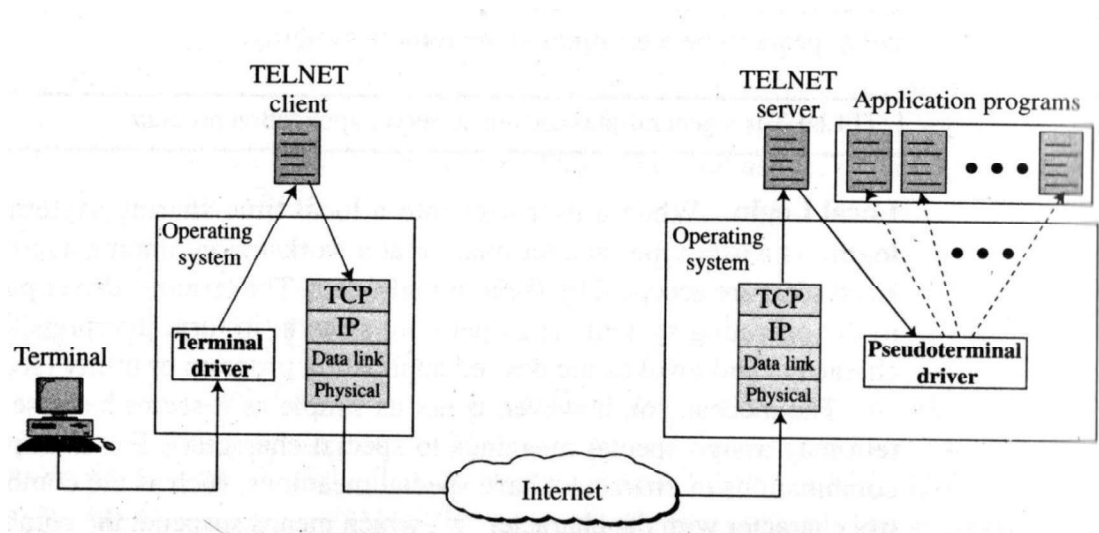 TELNET
client
TELNET
server
Application programs
Operating
system
Operating
system
TCP
IP
Data link
Physical
TCP
IP
Data link
Physical
Terminal
Terminal
driver
Pseudoterminal
driver
Internet